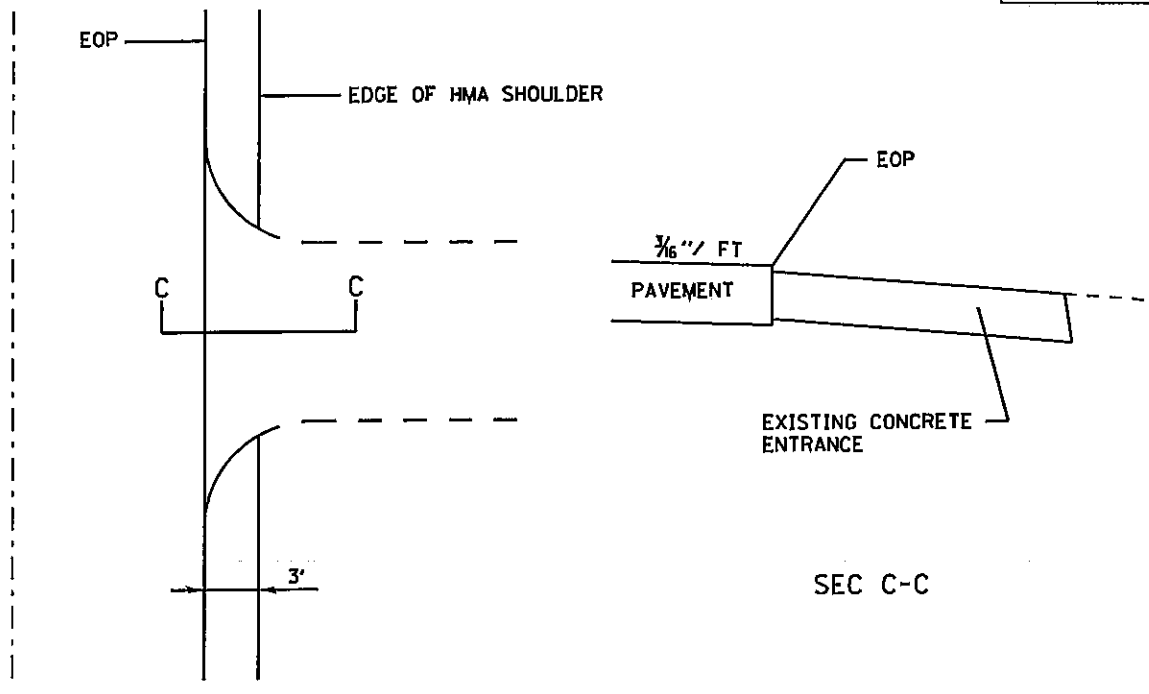 EOP
EDGE OF HMA SHOULDER
C
C
3'
EOP
3/16"/ FT
PAVEMENT
EXISTING CONCRETE
ENTRANCE
SEC C-C